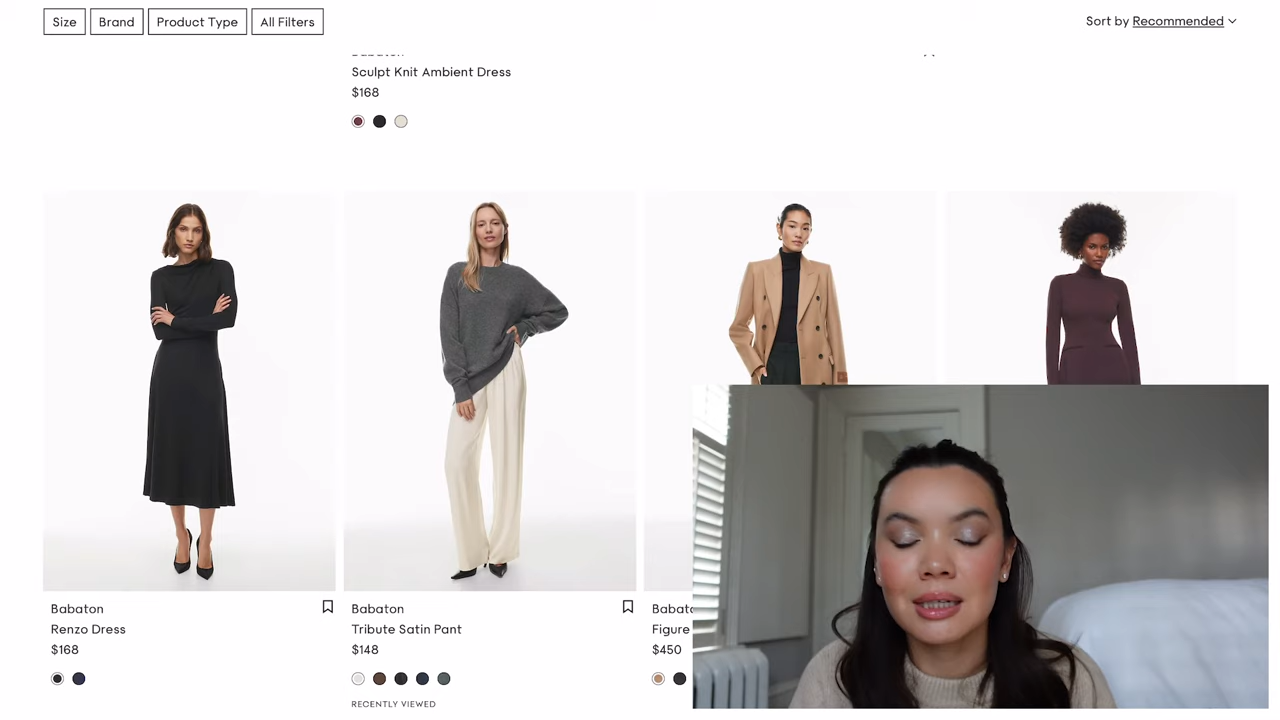 Size Brand Product Type All Filters Sort by Recommended
Sculpt Knit Ambient Dress
$168
Babaton
Renzo Dress
$168
Babaton
Tribute Satin Pant
$148
RECENTLY VIEWED
Figure
$450